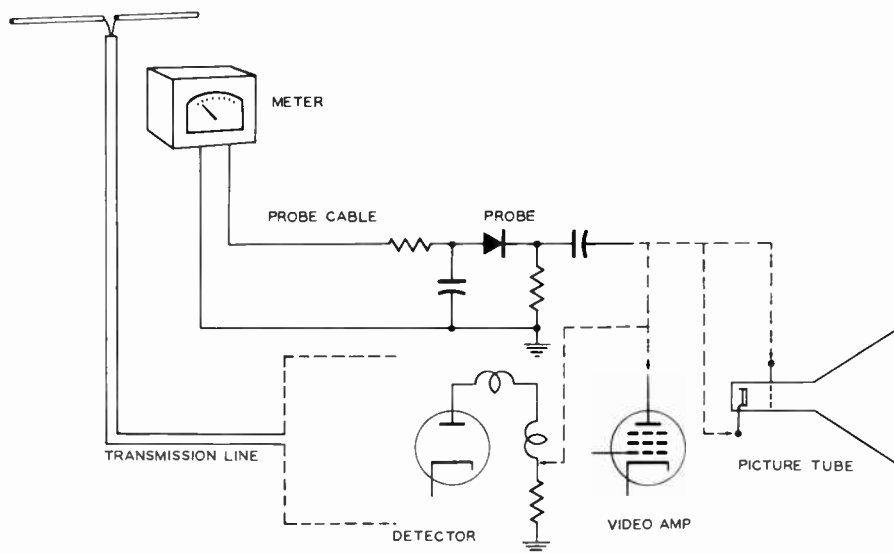 METER
PROBE CABLE
PROBE
TRANSMISSION LINE
DETECTOR
VIDEO AMP
PICTURE TUBE